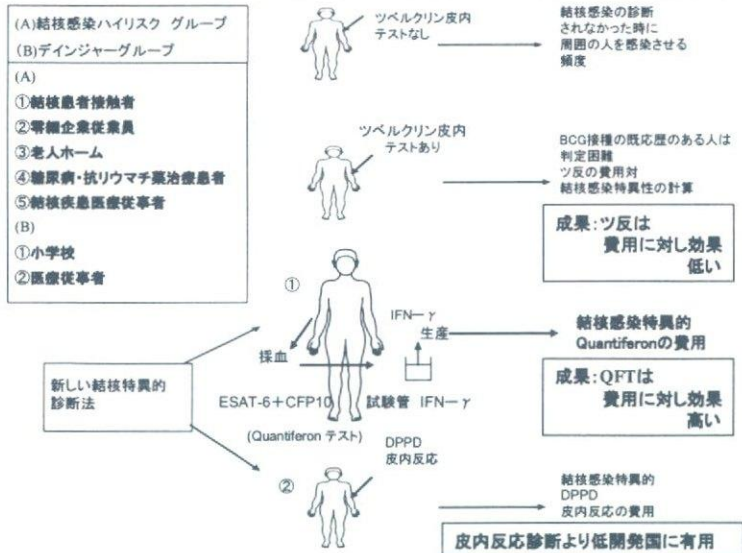 (A)結核感染ハイリスク グループ
(B)デインジャーグループ
(A)
①結核患者接触者
②零細企業従業員
③老人ホーム
④糖尿病・抗リウマチ薬治療患者
⑤結核疾患医療従事者
(B)
①小学校
②医療従事者
ツベルクリン皮内
テストなし
結核感染の診断
されなかった時に
周囲の人を感染させる
頻度
ツベルクリン皮内
テストあり
BCG接種の既応歴のある人は
判定困難
ツ反の費用対
結核感染特異性の計算
成果:ツ反は
費用に対し効果
低い
新しい結核特異的
診断法
①
採血
IFN－γ
生産
ESAT-6＋CFP10
試験管 IFN－γ
(Quantiferon テスト)
結核感染特異的
Quantiferonの費用
成果:QFTは
費用に対し効果
高い
②
DPPD
皮内反応
結核感染特異的
DPPD
皮内反応の費用
皮内反応診断より低開発国に有用